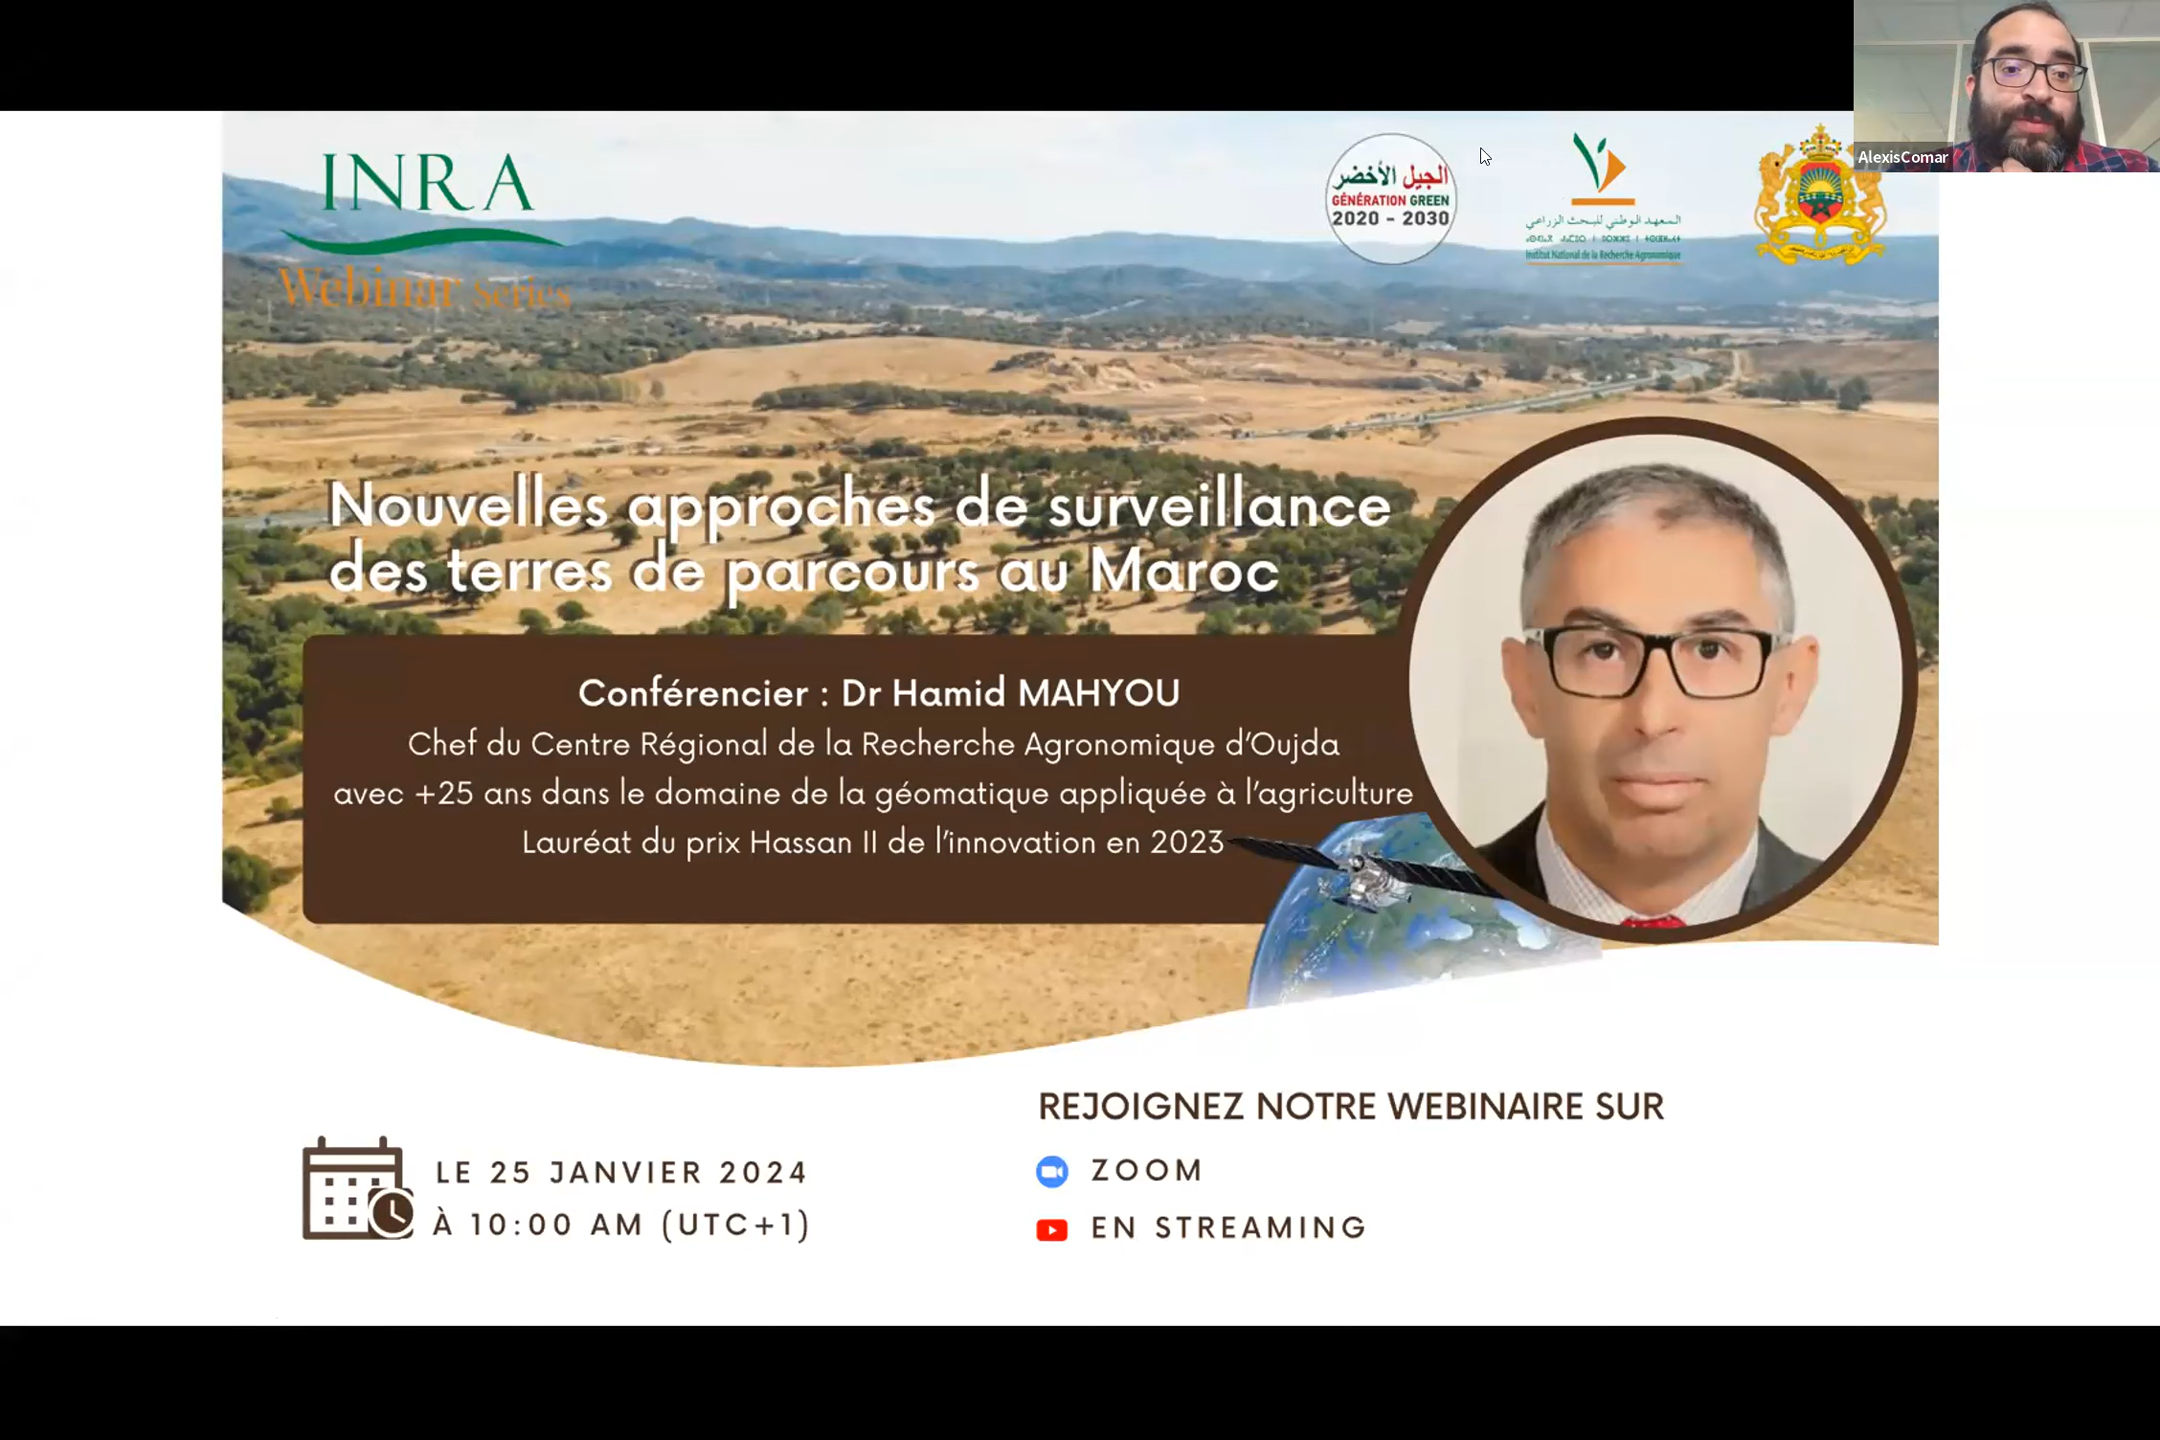 AlexisComar
INRA
Webinar Series
الجيل الأخضر
GÉNÉRATION GREEN
2020 - 2030
المعهد الوطني للبحث الزراعي
Institut National de la Recherche Agronomique
Nouvelles approches de surveillance
des terres de parcours au Maroc
Conférencier : Dr Hamid MAHYOU
Chef du Centre Régional de la Recherche Agronomique d'Oujda
avec +25 ans dans le domaine de la géomatique appliquée à l'agriculture
Lauréat du prix Hassan II de l'innovation en 2023
REJOIGNEZ NOTRE WEBINAIRE SUR
ZOOM
EN STREAMING
LE 25 JANVIER 2024
À 10:00 AM (UTC+1)